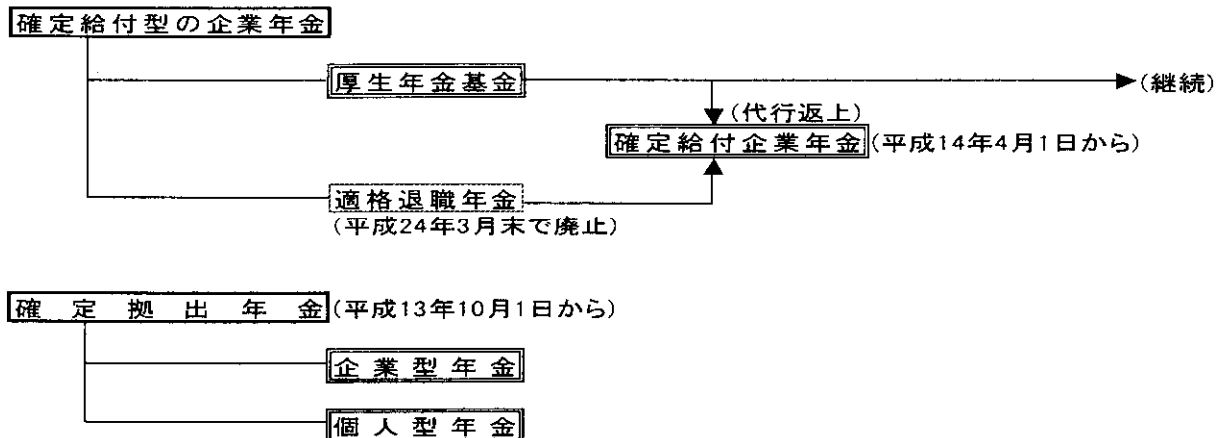 確定給付型の企業年金
厚生年金基金
(継続)
(代行返上)
確定給付企業年金(平成14年4月1日から)
適格退職年金
(平成24年3月末で廃止)
確定拠出年金(平成13年10月1日から)
企業型年金
個人型年金